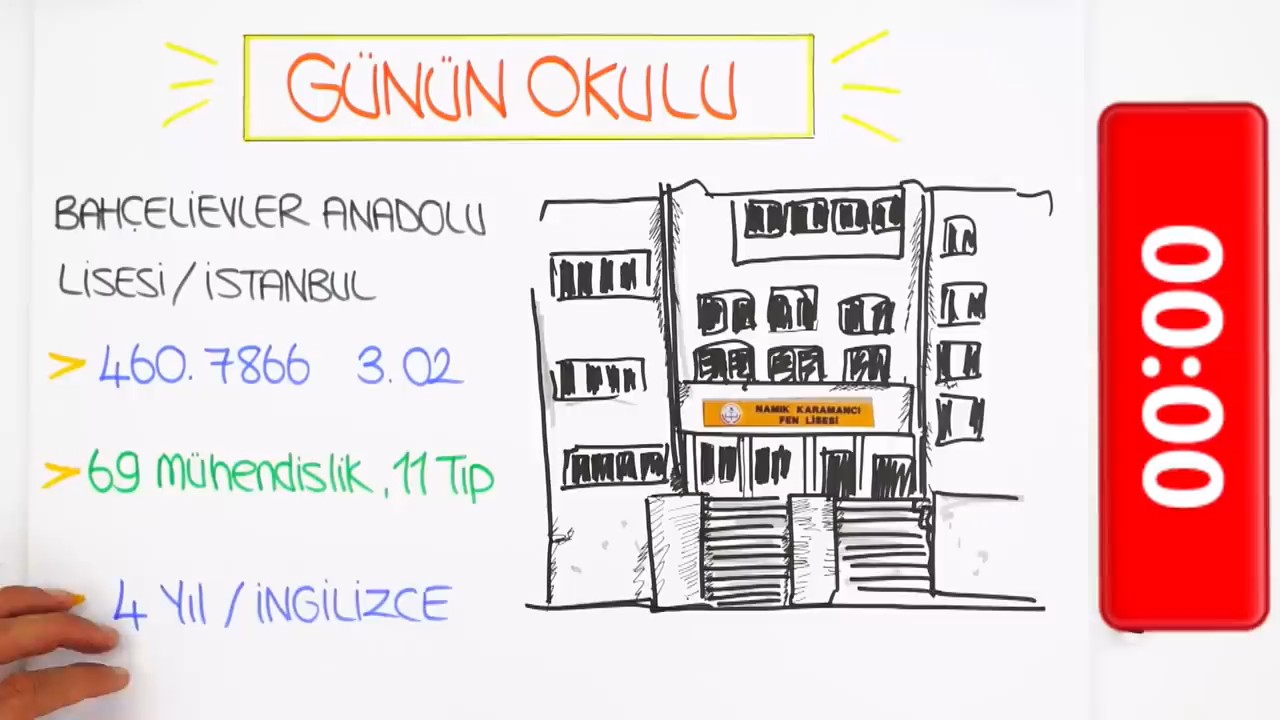 GÜNÜN OKULU
BAHÇELİEVLER ANADOLU
LİSESİ/İSTANBUL
> 460.7866 3.02
> 69 mühendislik, 11 Tıp
4 Yıl / İNGİLİZCE
NAMIK KARAMANCI
FEN LİSESİ
00:00